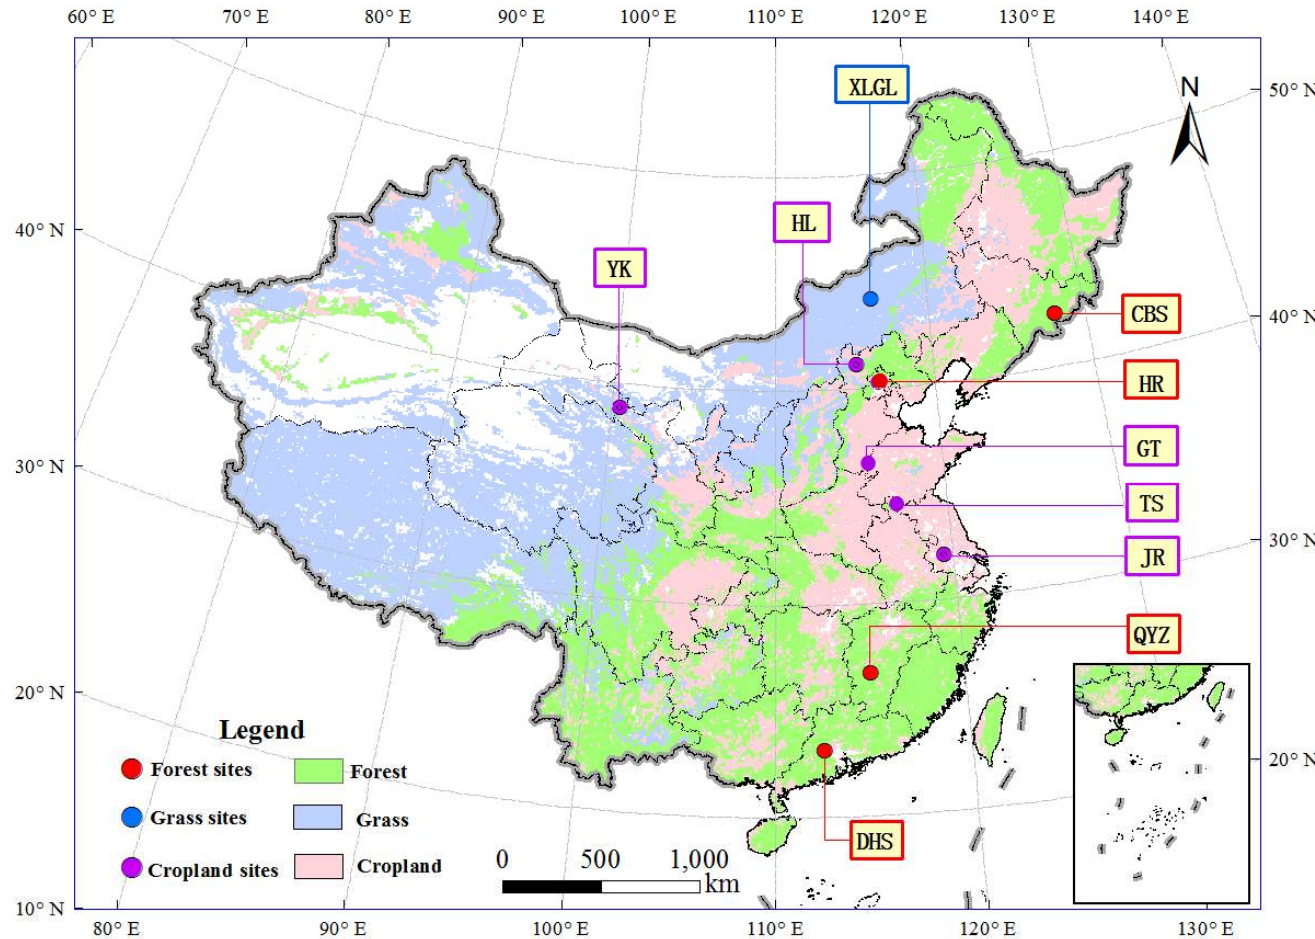 60° E 70° E 80° E 90° E 100° E 110° E 120° E 130° E 140° E
50° N
XLGL
N
HL
40° N
YK
CBS
40° N
HR
GT
30° N
TS
30° N
JR
QYZ
20° N
Legend
20° N
Forest sites Forest
Grass sites Grass
Cropland sites Cropland
DHS
0 500 1,000
km
10° N
80° E 90° E 100° E 110° E 120° E 130° E